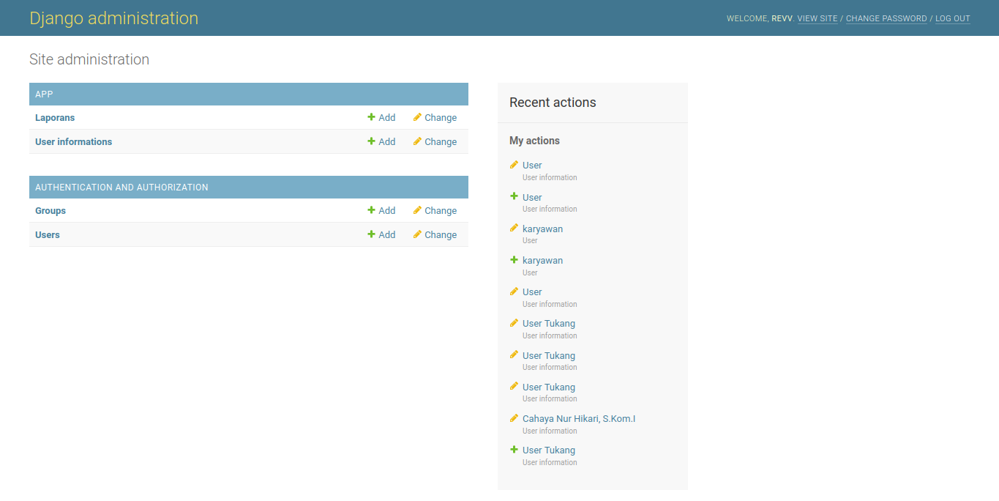 Django administration
WELCOME, REVV. VIEW SITE / CHANGE PASSWORD / LOG OUT
Site administration
APP
Laporans Add Change
User informations Add Change
AUTHENTICATION AND AUTHORIZATION
Groups Add Change
Users Add Change
Recent actions
My actions
User
User information
User
User information
karyawan
User
karyawan
User
User
User information
User Tukang
User information
User Tukang
User information
User Tukang
User information
Cahaya Nur Hikari, S.Kom.I
User information
User Tukang
User information